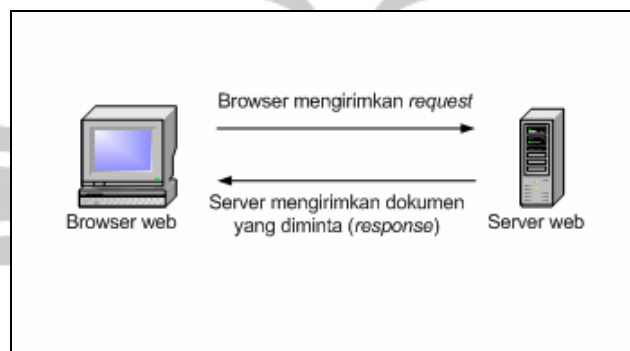 Browser mengirimkan request
Server mengirimkan dokumen
yang diminta (response)
Browser web
Server web